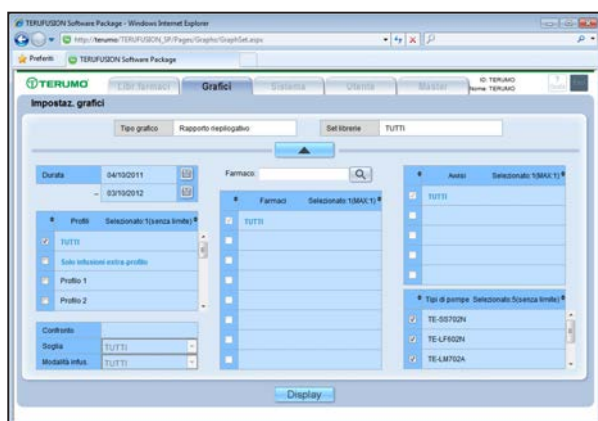 TERUFUSION Software Package - Windows Internet Explorer
http://terumo/TERUFUSION_SP/Pages/Graphs/GraphSet.aspx
Preferiti TERUFUSION Software Package
TERUMO Libr.farmaci Grafici Sistema Utente Master ID: TERUMO
Nome: TERUMO
Impostaz. grafici
Tipo grafico Rapporto riepilogativo Set librerie TUTTI
Durata 04/10/2011
– 03/10/2012
Profili Selezionato:1(senza limite)
TUTTI
Solo infusioni extra-profilo
Profilo 1
Profilo 2
Confronto
Soglia TUTTI
Modalità infus. TUTTI
Farmaco:
Farmaci Selezionato:1(MAX:1)
TUTTI
Avvisi Selezionato:1(MAX:1)
TUTTI
Tipi di pompe Selezionato:5(senza limite)
TE-SS702N
TE-LF602N
TE-LM702A
Display